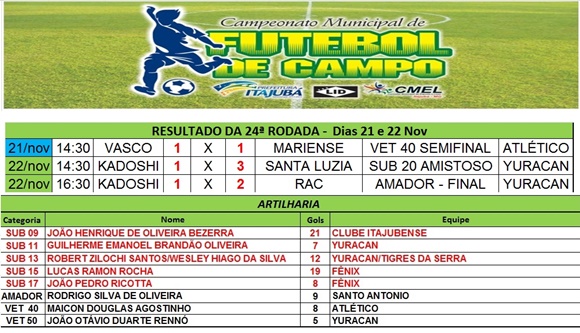 Campeonato Municipal de
FUTEBOL
DE CAMPO
PREFEITURA ITAJUBÁ LID CMEL
RESULTADO DA 24ª RODADA - Dias 21 e 22 Nov
21/nov 14:30 VASCO 1 X 1 MARIENSE VET 40 SEMIFINAL ATLÉTICO
22/nov 14:30 KADOSHI 1 X 3 SANTA LUZIA SUB 20 AMISTOSO YURACAN
22/nov 16:30 KADOSHI 1 X 2 RAC AMADOR - FINAL YURACAN
ARTILHARIA
Categoria Nome Gols Equipe
SUB 09 JOÃO HENRIQUE DE OLIVEIRA BEZERRA 21 CLUBE ITAJUBENSE
SUB 11 GUILHERME EMANOEL BRANDÃO OLIVEIRA 7 YURACAN
SUB 13 ROBERT ZILOCHI SANTOS/WESLEY HIAGO DA SILVA 12 YURACAN/TIGRES DA SERRA
SUB 15 LUCAS RAMON ROCHA 19 FÊNIX
SUB 17 JOÃO PEDRO RICOTTA 8 FÊNIX
AMADOR RODRIGO SILVA DE OLIVEIRA 9 SANTO ANTONIO
VET 40 MAICON DOUGLAS AGOSTINHO 8 ATLÉTICO
VET 50 JOÃO OTÁVIO DUARTE RENNÓ 5 YURACAN